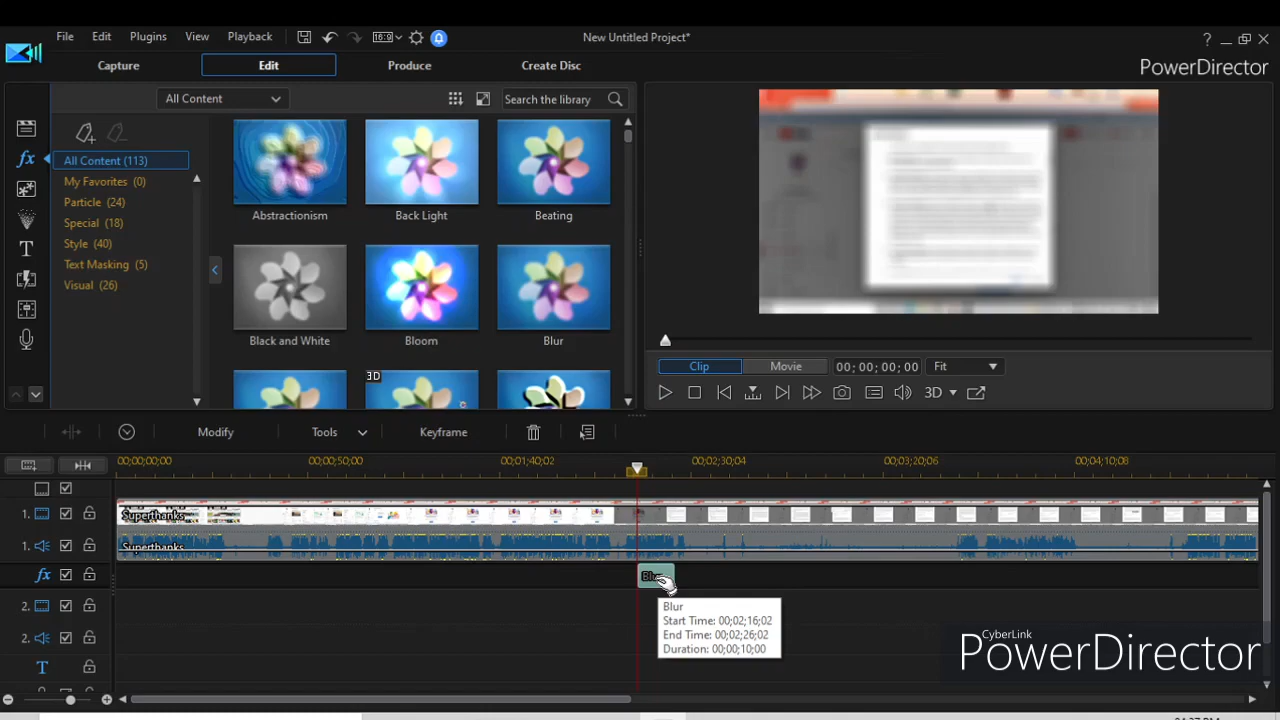 File Edit Plugins View Playback 16:9 New Untitled Project* ?
Capture Edit Produce Create Disc PowerDirector
All Content Search the library
fx All Content (113)
My Favorites (0)
Particle (24)
Special (18)
Style (40)
Text Masking (5)
Visual (26)
T
Abstractionism Back Light Beating
Black and White Bloom Blur
3D
Clip Movie 00; 00; 00; 00 Fit
3D
Modify Tools Keyframe
00;00;00;00 00;00;50;00 00;01;40;02 00;02;30;04 00;03;20;06 00;04;10;08
1. Superthanks
1. Superthanks
fx Blur
2.
Blur
Start Time: 00;02;16;02
End Time: 00;02;26;02
Duration: 00;00;10;00
2.
T
CyberLink
PowerDirector